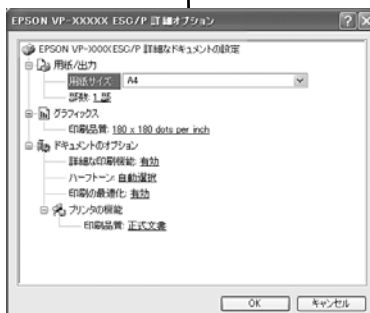 EPSON VP-XXXXX ESC/P 詳細オプション
EPSON VP-XXXX ESC/P 詳細なドキュメントの設定
用紙/出力
用紙サイズ: A4
部数: 1 部
グラフィックス
印刷品質: 180 x 180 dots per inch
ドキュメントのオプション
詳細な印刷機能: 有効
ハーフトーン: 自動選択
印刷の最適化: 有効
プリンタの機能
印刷品質: 正式文書
OK キャンセル